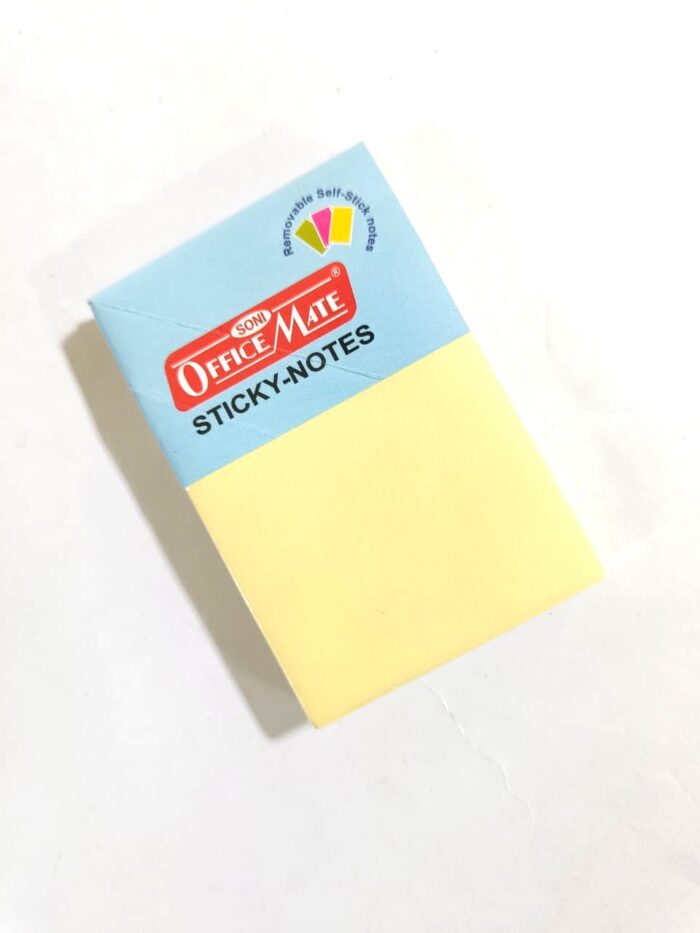 Removable Self-Stick notes
SONI
OFFICE MATE ®
STICKY-NOTES